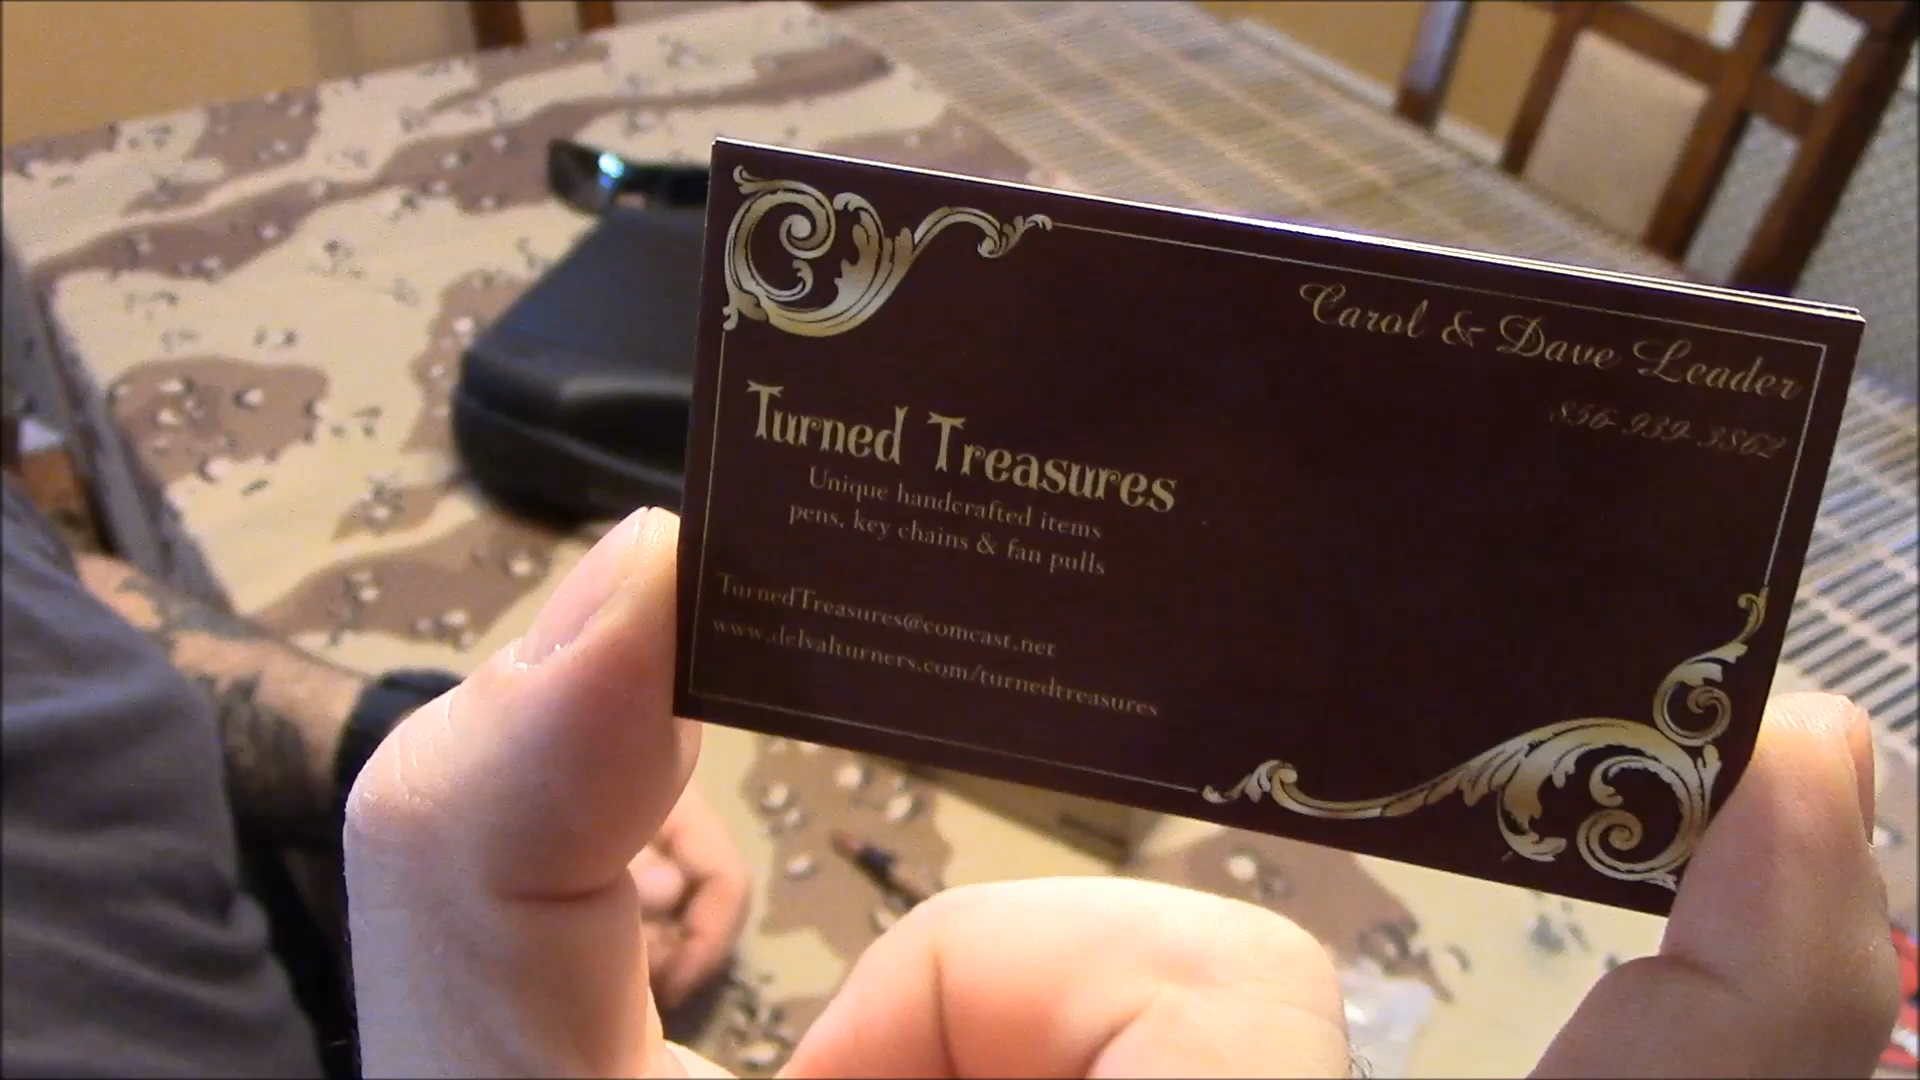 Carol & Dave Leader
856-939-3862
Turned Treasures
Unique handcrafted items
pens, key chains & fan pulls
TurnedTreasures@comcast.net
www.delvalturners.com/turnedtreasures